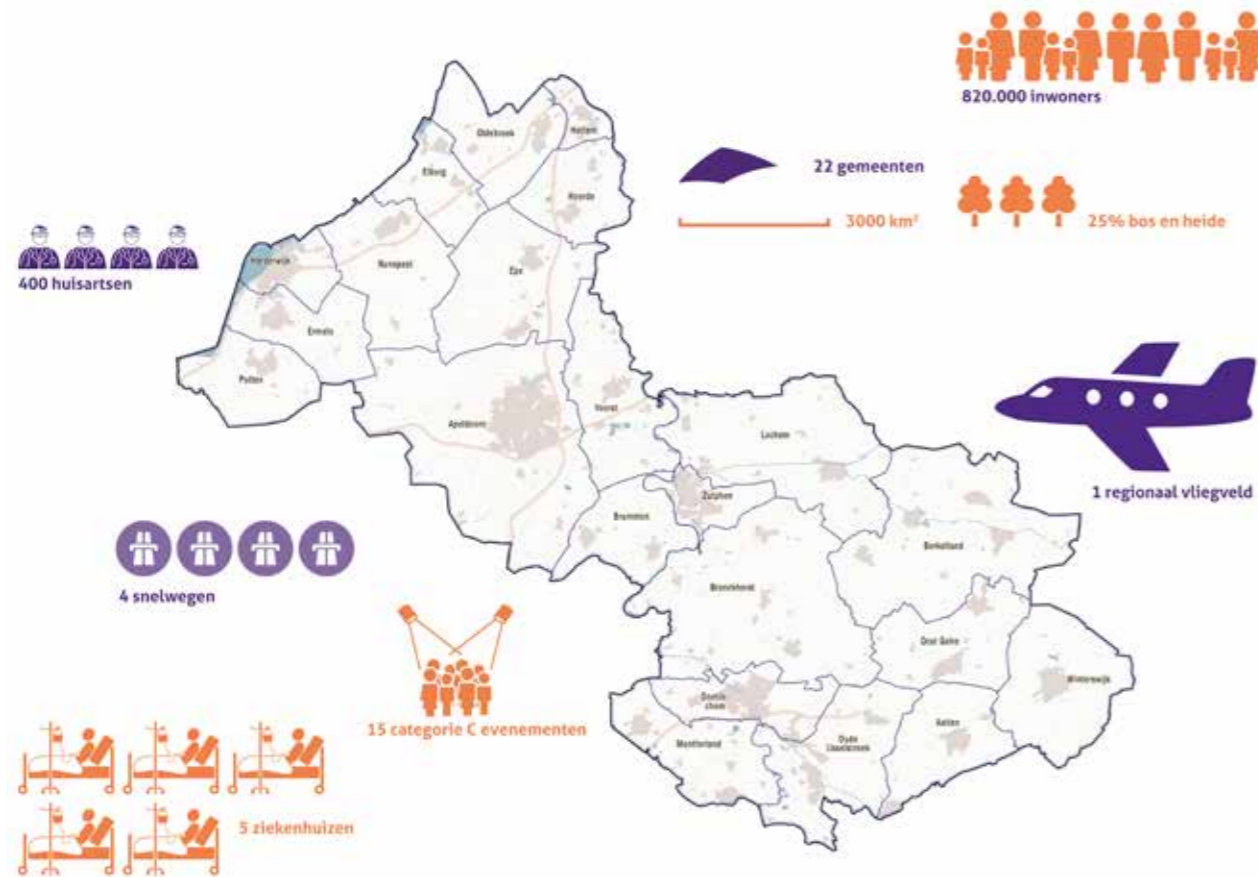 820.000 inwoners
22 gemeenten
3000 km²
25% bos en heide
400 huisartsen
1 regionaal vliegveld
4 snelwegen
15 categorie C evenementen
5 ziekenhuizen
Oldebroek
Hattem
Elburg
Heerde
Harderwijk
Nunspeet
Epe
Ermelo
Putten
Apeldoorn
Voorst
Lochem
Zutphen
Brummen
Berkelland
Bronckhorst
Oost Gelre
Winterswijk
Doetin
chem
Aalten
Oude
IJsselstreek
Montferland